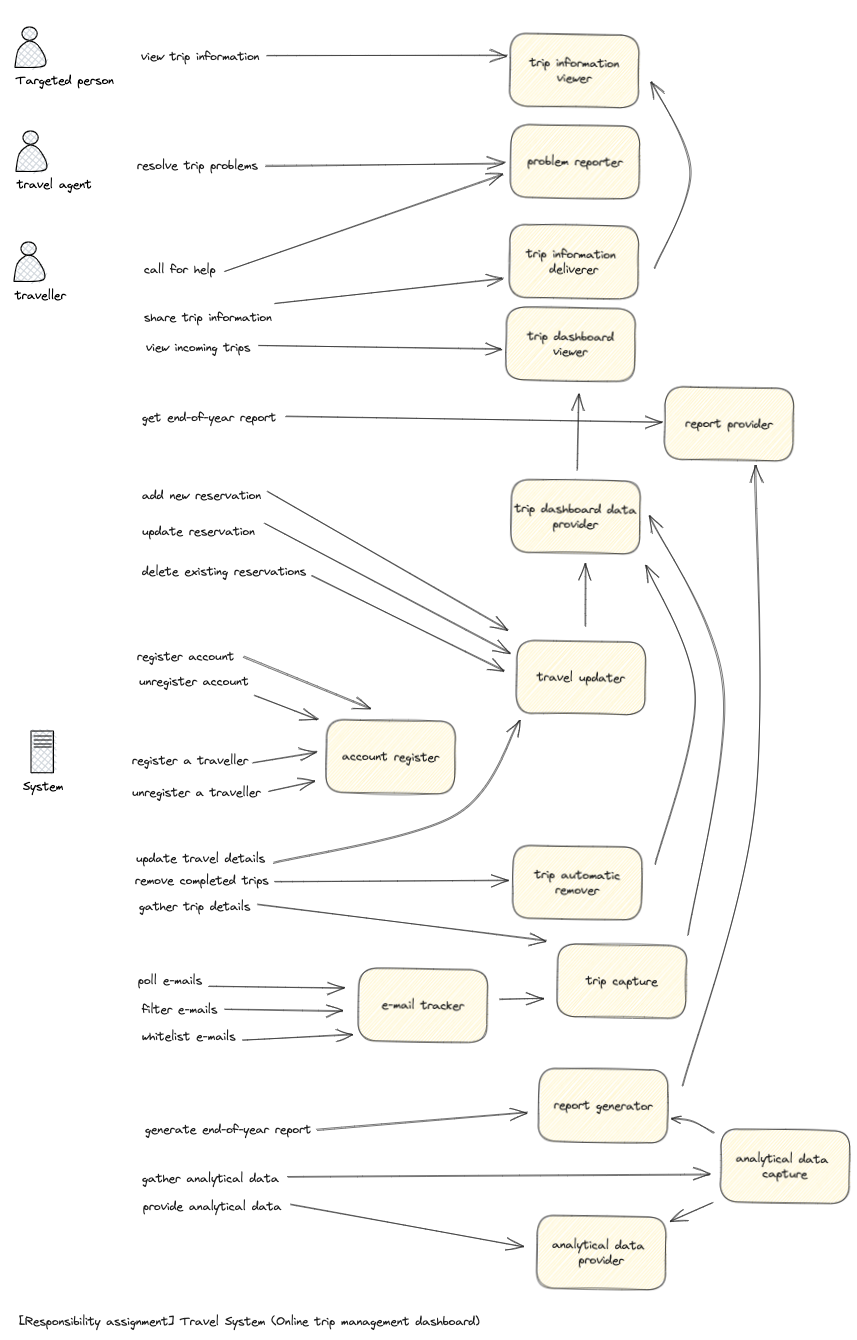 view trip information
trip information
viewer
Targeted person
resolve trip problems
problem reporter
travel agent
call for help
trip information
deliverer
traveller
share trip information
view incoming trips
trip dashboard
viewer
get end-of-year report
report provider
add new reservation
trip dashboard data
provider
update reservation
delete existing reservations
register account
unregister account
travel updater
account register
register a traveller
System
unregister a traveller
update travel details
remove completed trips
trip automatic
remover
gather trip details
poll e-mails
trip capture
filter e-mails
e-mail tracker
whitelist e-mails
generate end-of-year report
report generator
analytical data
capture
gather analytical data
provide analytical data
analytical data
provider
[Responsibility assignment] Travel System (Online trip management dashboard)